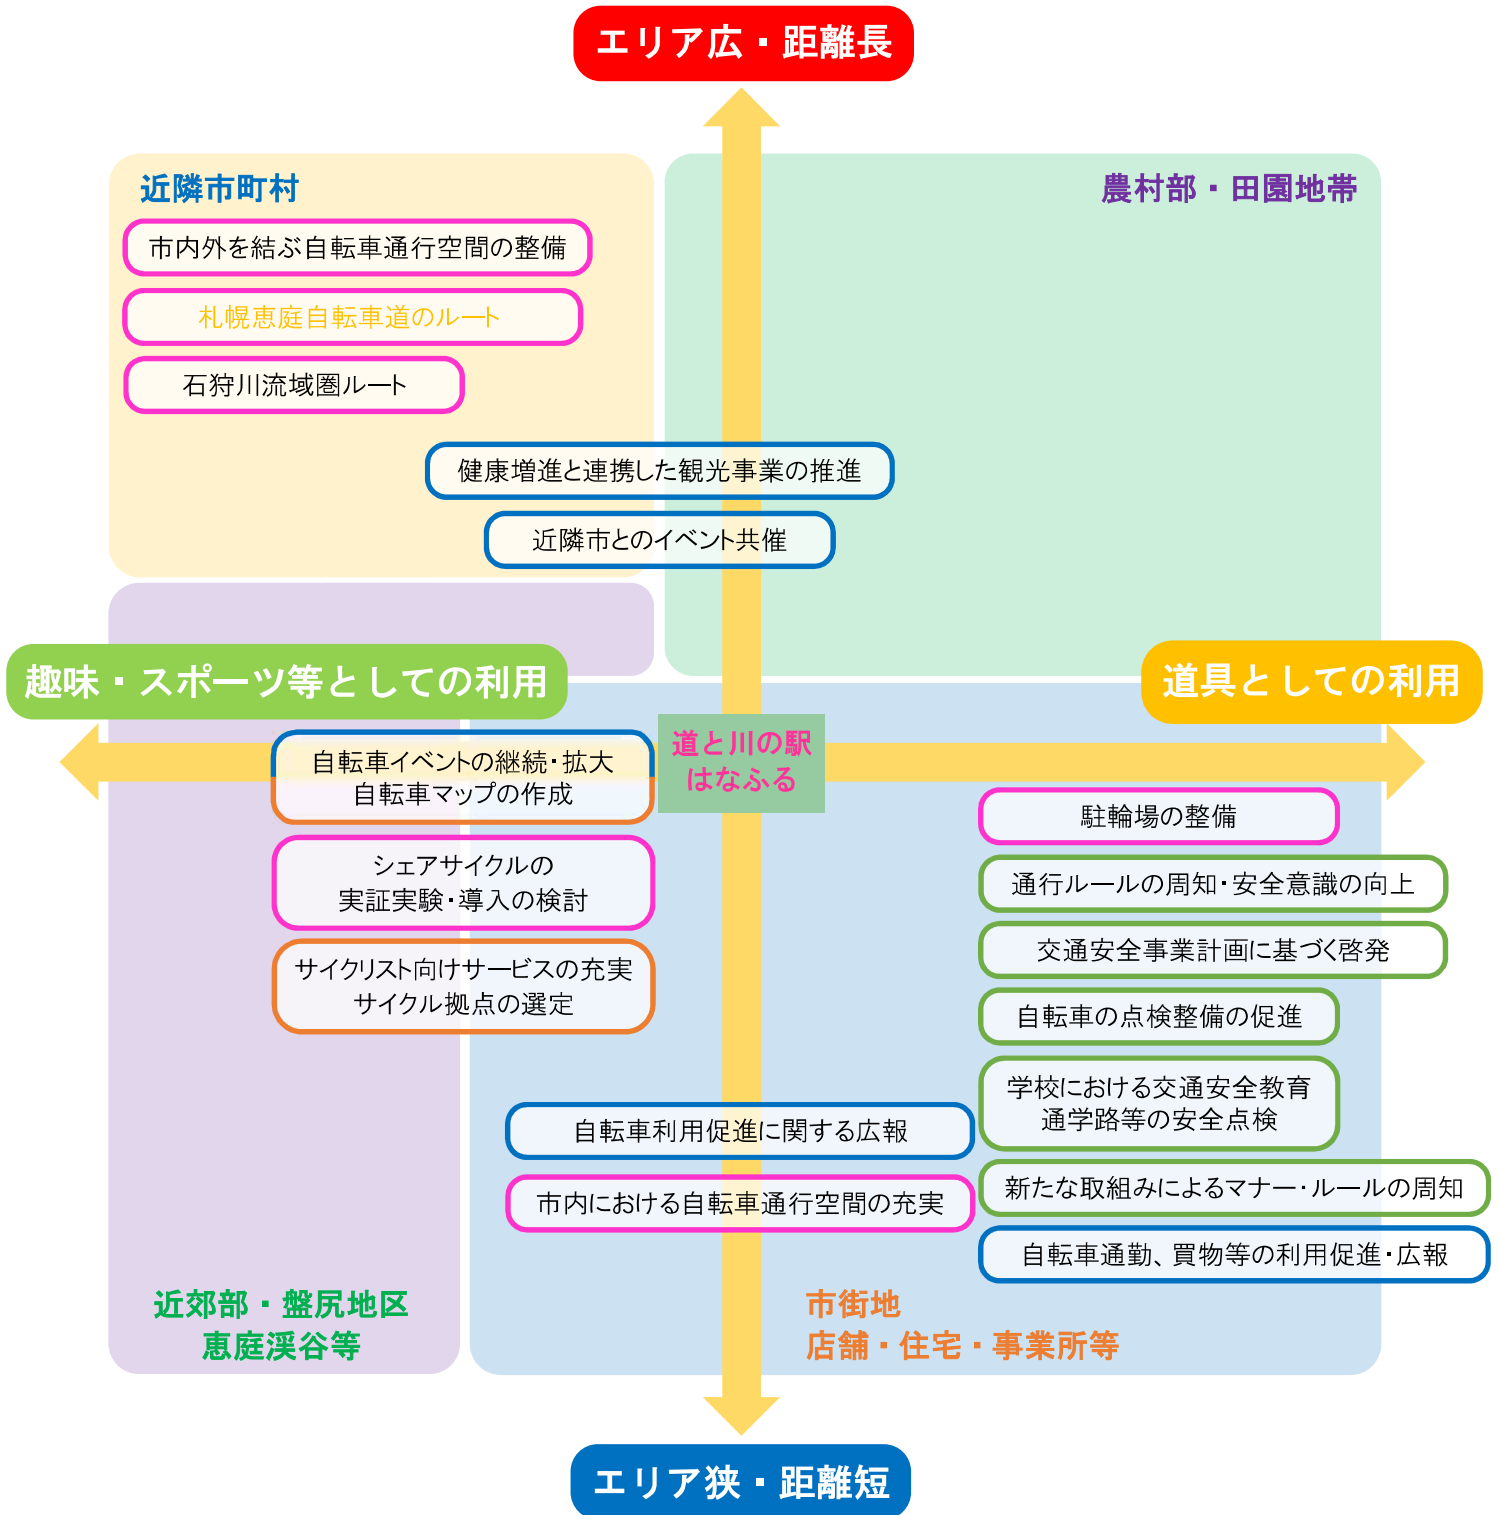 エリア広・距離長
近隣市町村
農村部・田園地帯
市内外を結ぶ自転車通行空間の整備
札幌恵庭自転車道のルート
石狩川流域圏ルート
健康増進と連携した観光事業の推進
近隣市とのイベント共催
趣味・スポーツ等としての利用
道具としての利用
道と川の駅
はなふる
自転車イベントの継続・拡大
自転車マップの作成
シェアサイクルの
実証実験・導入の検討
サイクリスト向けサービスの充実
サイクル拠点の選定
駐輪場の整備
通行ルールの周知・安全意識の向上
交通安全事業計画に基づく啓発
自転車の点検整備の促進
学校における交通安全教育
通学路等の安全点検
自転車利用促進に関する広報
市内における自転車通行空間の充実
新たな取組みによるマナー・ルールの周知
自転車通勤、買物等の利用促進・広報
近郊部・盤尻地区
恵庭渓谷等
市街地
店舗・住宅・事業所等
エリア狭・距離短